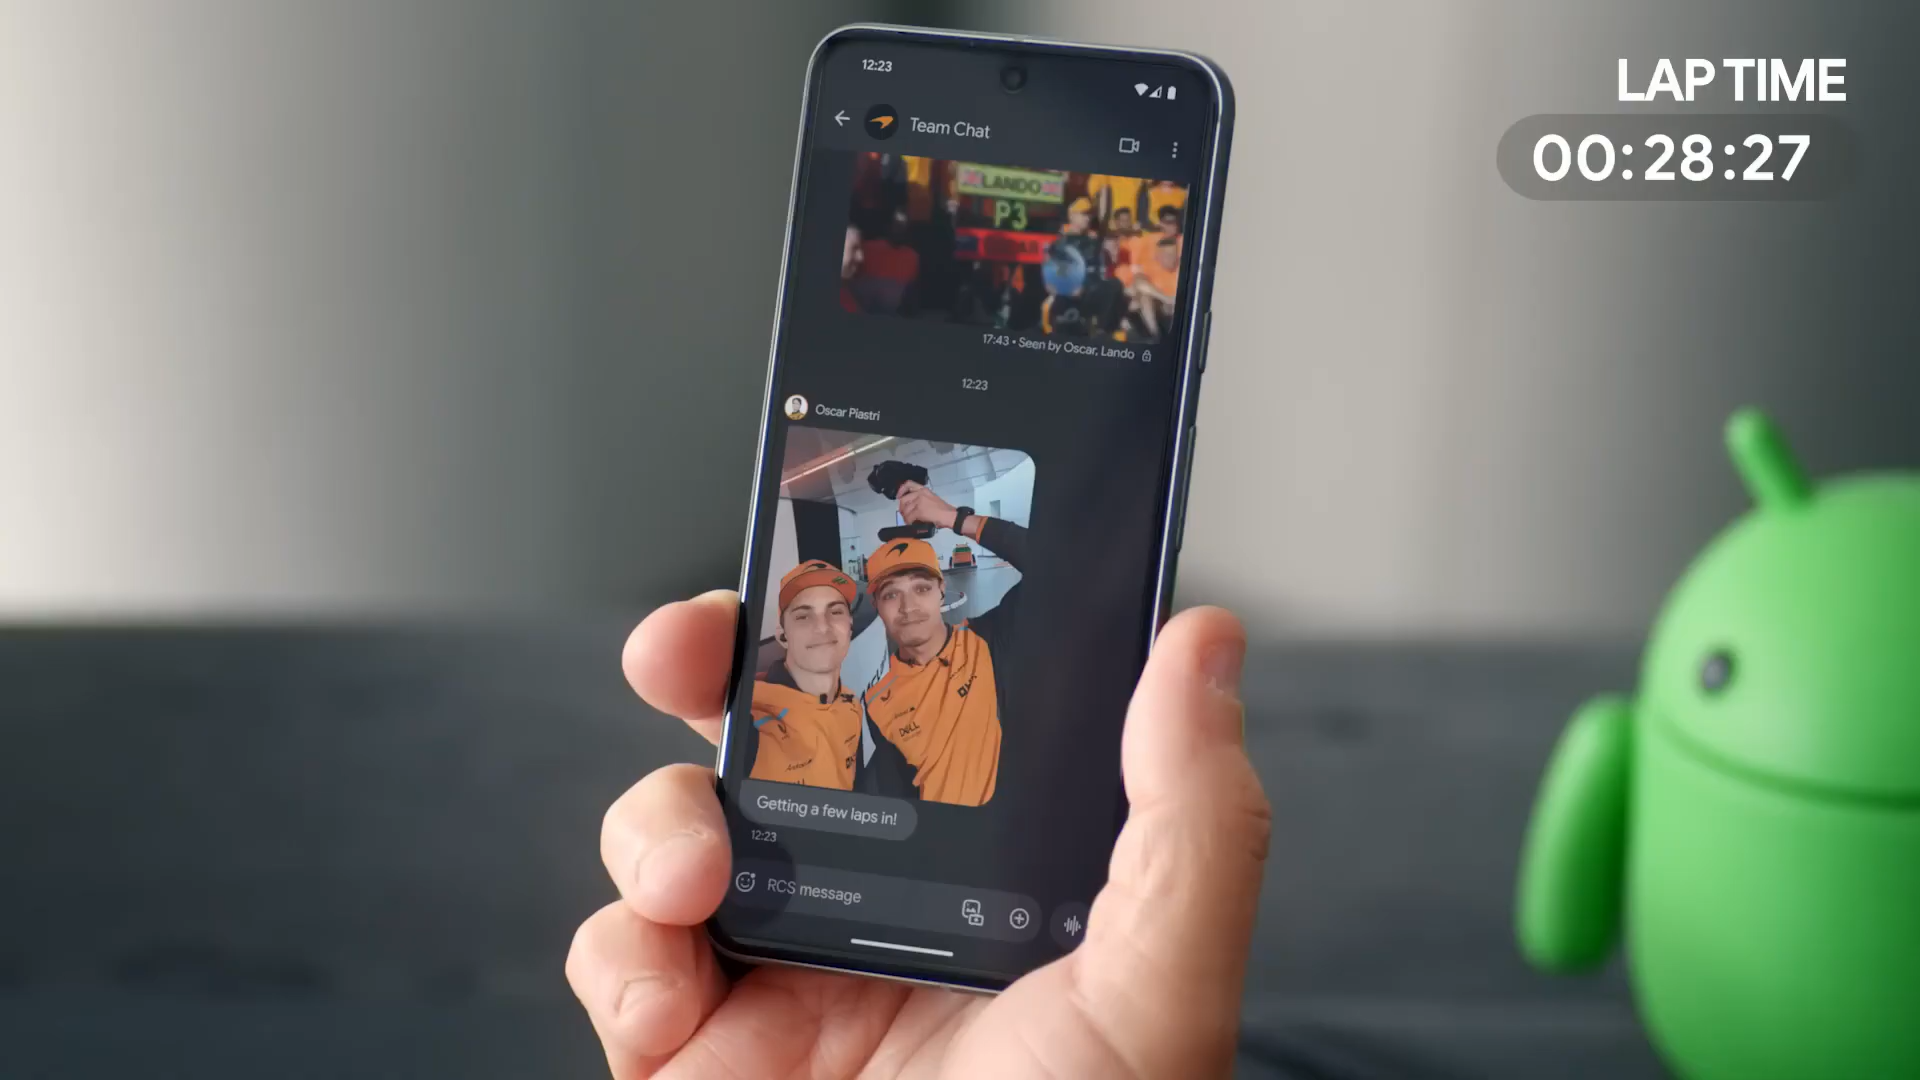 LAP TIME
00:28:27
12:23
Team Chat
LANDO
P3
17:43 • Seen by Oscar, Lando
12:23
Oscar Piastri
DELL
Getting a few laps in!
12:23
RCS message